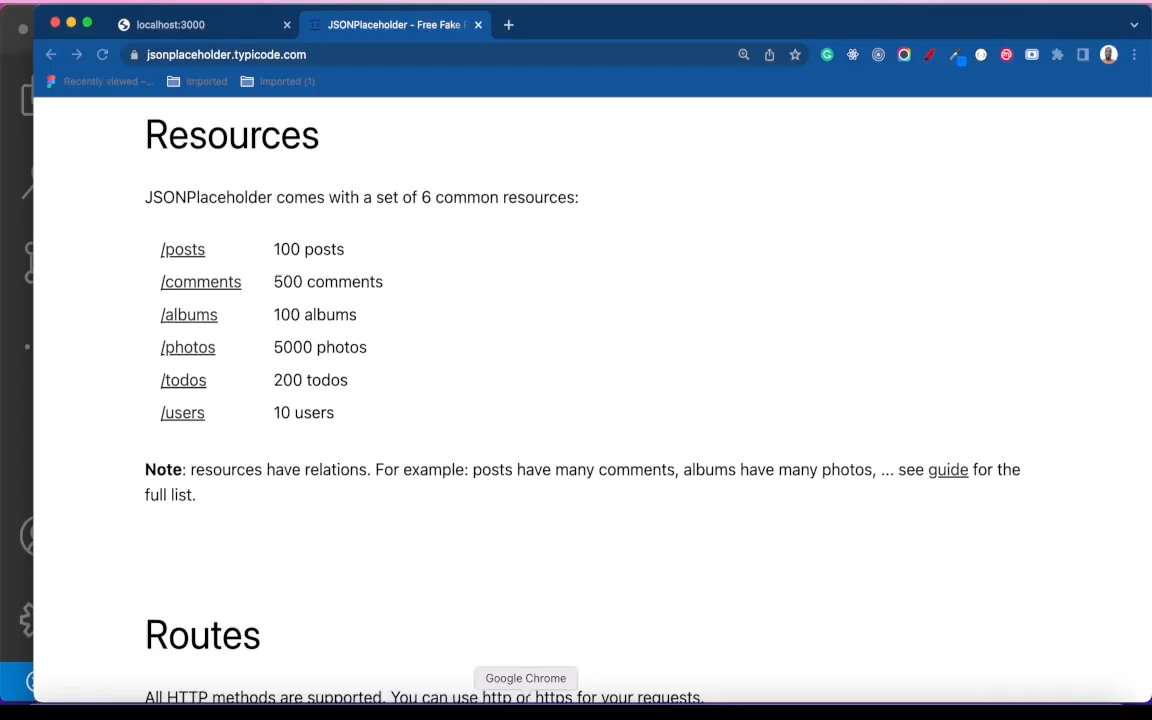 localhost:3000
JSONPlaceholder - Free Fake
jsonplaceholder.typicode.com
Recently viewed –...
Imported
Imported (1)
Resources
JSONPlaceholder comes with a set of 6 common resources:
/posts 100 posts
/comments 500 comments
/albums 100 albums
/photos 5000 photos
/todos 200 todos
/users 10 users
Note: resources have relations. For example: posts have many comments, albums have many photos, ... see guide for the
full list.
Routes
Google Chrome
All HTTP methods are supported. You can use http or https for your requests.